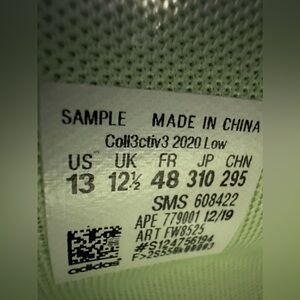 SAMPLE MADE IN CHINA
Coll3ctiv3 2020 Low
US UK FR JP CHN
13 12½ 48 310 295
SMS 608422
APE 779001 12/19
ART FW8525
#S124756194
adidas